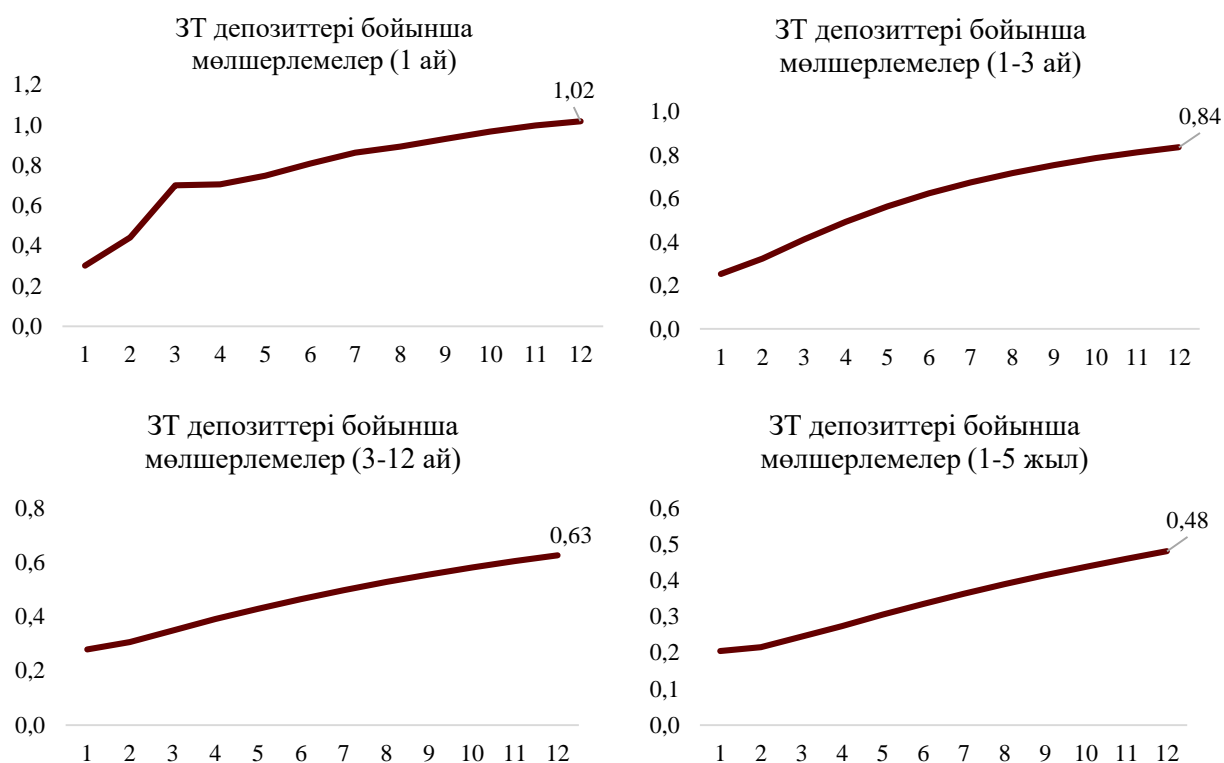 ЗТ депозиттері бойынша
мөлшерлемелер (1 ай)
1,2
1,0
0,8
0,6
0,4
0,2
0,0
1,02
1 2 3 4 5 6 7 8 9 10 11 12
ЗТ депозиттері бойынша
мөлшерлемелер (1-3 ай)
1,0
0,8
0,6
0,4
0,2
0,0
0,84
1 2 3 4 5 6 7 8 9 10 11 12
ЗТ депозиттері бойынша
мөлшерлемелер (3-12 ай)
0,8
0,6
0,4
0,2
0,0
0,63
1 2 3 4 5 6 7 8 9 10 11 12
ЗТ депозиттері бойынша
мөлшерлемелер (1-5 жыл)
0,6
0,5
0,4
0,3
0,2
0,1
0,0
0,48
1 2 3 4 5 6 7 8 9 10 11 12